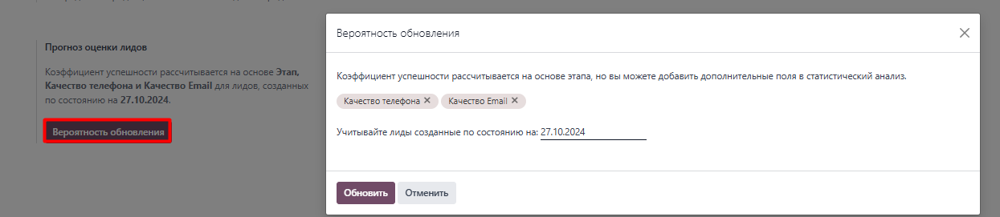 Прогноз оценки лидов
Коэффициент успешности рассчитывается на основе Этап,
Качество телефона и Качество Email для лидов, созданных
по состоянию на 27.10.2024.
Вероятность обновления
Вероятность обновления
Коэффициент успешности рассчитывается на основе этапа, но вы можете добавить дополнительные поля в статистический анализ.
Качество телефона × Качество Email ×
Учитывайте лиды созданные по состоянию на: 27.10.2024
Обновить Отменить